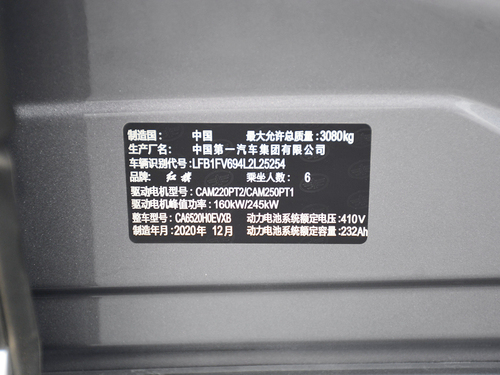 制造国: 中国 最大允许总质量: 3080kg
生产厂名: 中国第一汽车集团有限公司
车辆识别代号: LFB1FV694L2L25254
品牌: 红旗 乘坐人数: 6
驱动电机型号: CAM220PT2/CAM250PT1
驱动电机峰值功率: 160kW/245kW
整车型号: CA6520H0EVXB 动力电池系统额定电压: 410V
制造年月: 2020年 12月 动力电池系统额定容量: 232Ah